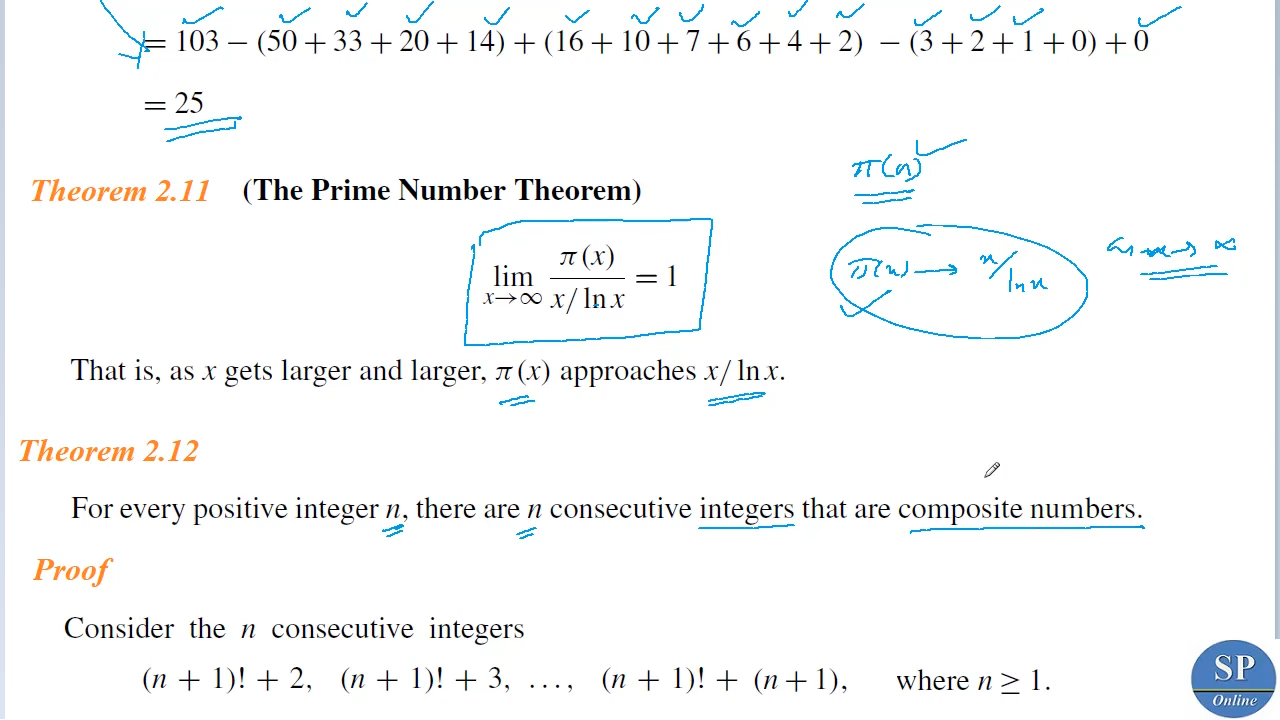 = 103 − (50 + 33 + 20 + 14) + (16 + 10 + 7 + 6 + 4 + 2) − (3 + 2 + 1 + 0) + 0
= 25
π(n)
Theorem 2.11 (The Prime Number Theorem)
lim x→∞ π(x) / (x/ ln x) = 1
π(n) → x/ln x as x → ∞
That is, as x gets larger and larger, π(x) approaches x/ ln x.
Theorem 2.12
For every positive integer n, there are n consecutive integers that are composite numbers.
Proof
Consider the n consecutive integers
(n + 1)! + 2, (n + 1)! + 3, ..., (n + 1)! + (n + 1), where n ≥ 1.
SP
Online